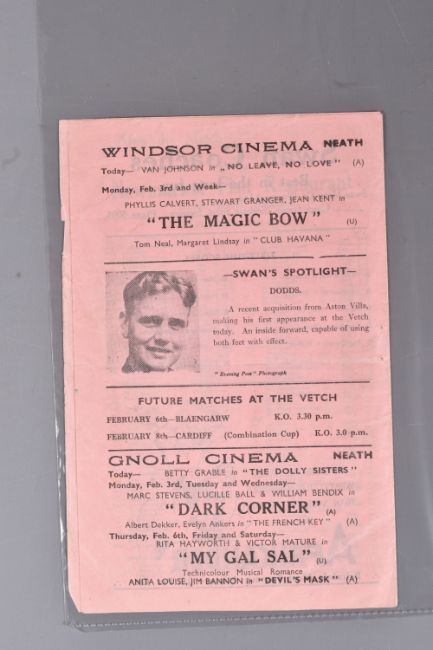 WINDSOR CINEMA NEATH
Today— VAN JOHNSON in "NO LEAVE, NO LOVE" (A)
Monday, Feb. 3rd and Week—
PHYLLIS CALVERT, STEWART GRANGER, JEAN KENT in
"THE MAGIC BOW" (U)
Tom Neal, Margaret Lindsay in "CLUB HAVANA"
—SWAN'S SPOTLIGHT—
DODDS.
A recent acquisition from Aston Villa,
making his first appearance at the Vetch
today. An inside forward, capable of using
both feet with effect.
"Evening Post" Photograph
FUTURE MATCHES AT THE VETCH
FEBRUARY 6th—BLAENGARW K.O. 3.30 p.m.
FEBRUARY 8th—CARDIFF (Combination Cup) K.O. 3.0 p.m.
GNOLL CINEMA NEATH
Today— BETTY GRABLE in "THE DOLLY SISTERS"
Monday, Feb. 3rd, Tuesday and Wednesday—
MARC STEVENS, LUCILLE BALL & WILLIAM BENDIX in
"DARK CORNER" (A)
Albert Dekker, Evelyn Ankers in "THE FRENCH KEY" (A)
Thursday, Feb. 6th, Friday and Saturday—
RITA HAYWORTH & VICTOR MATURE in
"MY GAL SAL" (U)
Technicolour Musical Romance
ANITA LOUISE, JIM BANNON in "DEVIL'S MASK" (A)